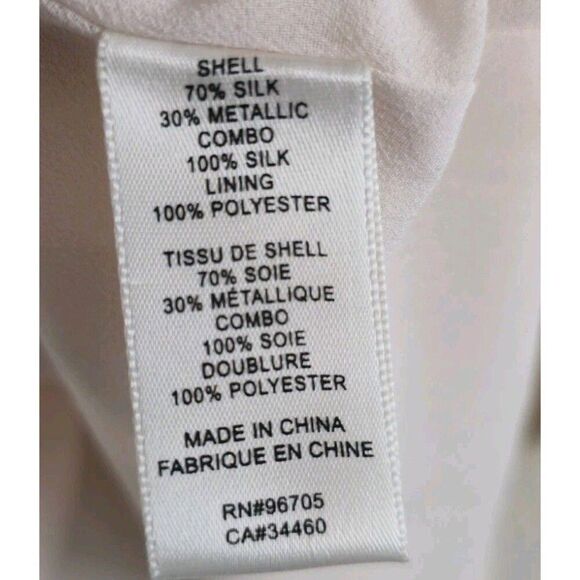 SHELL
70% SILK
30% METALLIC
COMBO
100% SILK
LINING
100% POLYESTER
TISSU DE SHELL
70% SOIE
30% MÉTALLIQUE
COMBO
100% SOIE
DOUBLURE
100% POLYESTER
MADE IN CHINA
FABRIQUE EN CHINE
RN#96705
CA#34460